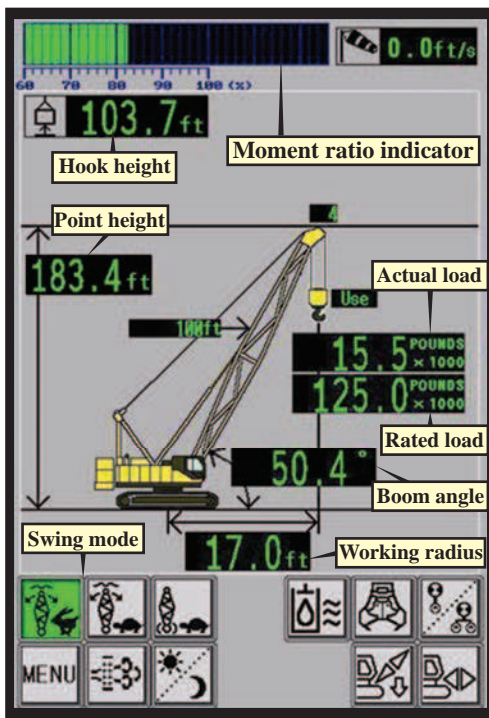 0.0ft/s
60 70 80 90 100 (%)
103.7ft
Hook height
Moment ratio indicator
4
Point height
183.4ft
Actual load
Use
100ft
15.5 POUNDS × 1000
125.0 POUNDS × 1000
Rated load
50.4°
Boom angle
Swing mode
17.0ft
Working radius
MENU